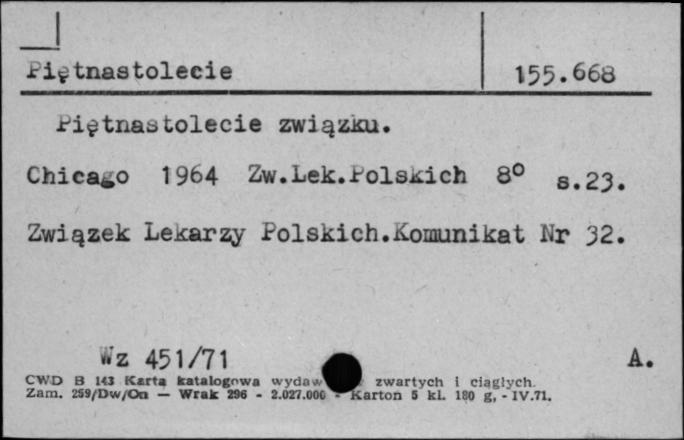 Piętnastolecie 155.668
Piętnastolecie związku.
Chicago 1964 Zw.Lek.Polskich 8° s.23.
Związek Lekarzy Polskich.Komunikat Nr 32.
Wz 451/71 A.
CWD B 143 Karta katalogowa wydaw zwartych i ciągłych.
Zam. 259/Dw/On — Wrak 296 - 2.027.000 - Karton 5 kl. 180 g, - IV.71.